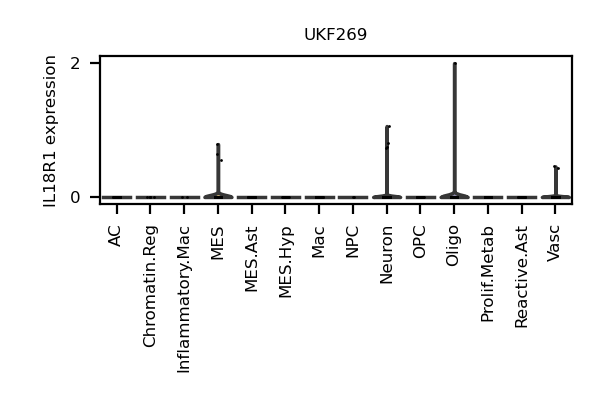 UKF269
IL18R1 expression
2
0
AC
Chromatin.Reg
Inflammatory.Mac
MES
MES.Ast
MES.Hyp
Mac
NPC
Neuron
OPC
Oligo
Prolif.Metab
Reactive.Ast
Vasc